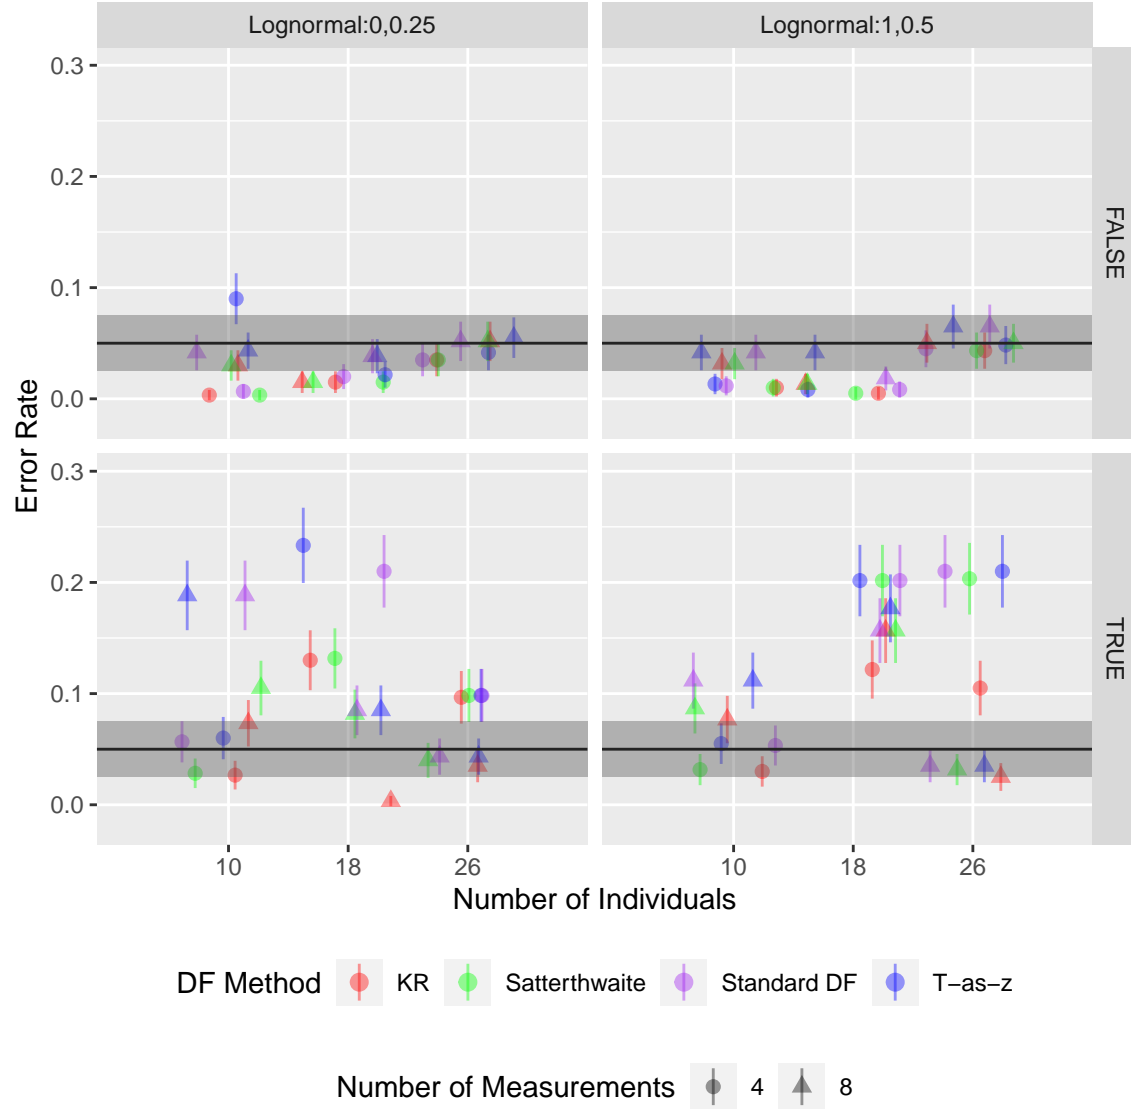 Lognormal:0,0.25
Lognormal:1,0.5
0.3
0.2
0.1
0.0
FALSE
0.3
0.2
0.1
0.0
TRUE
Error Rate
10 18 26
10 18 26
Number of Individuals
DF Method KR Satterthwaite Standard DF T−as−z
Number of Measurements 4 8